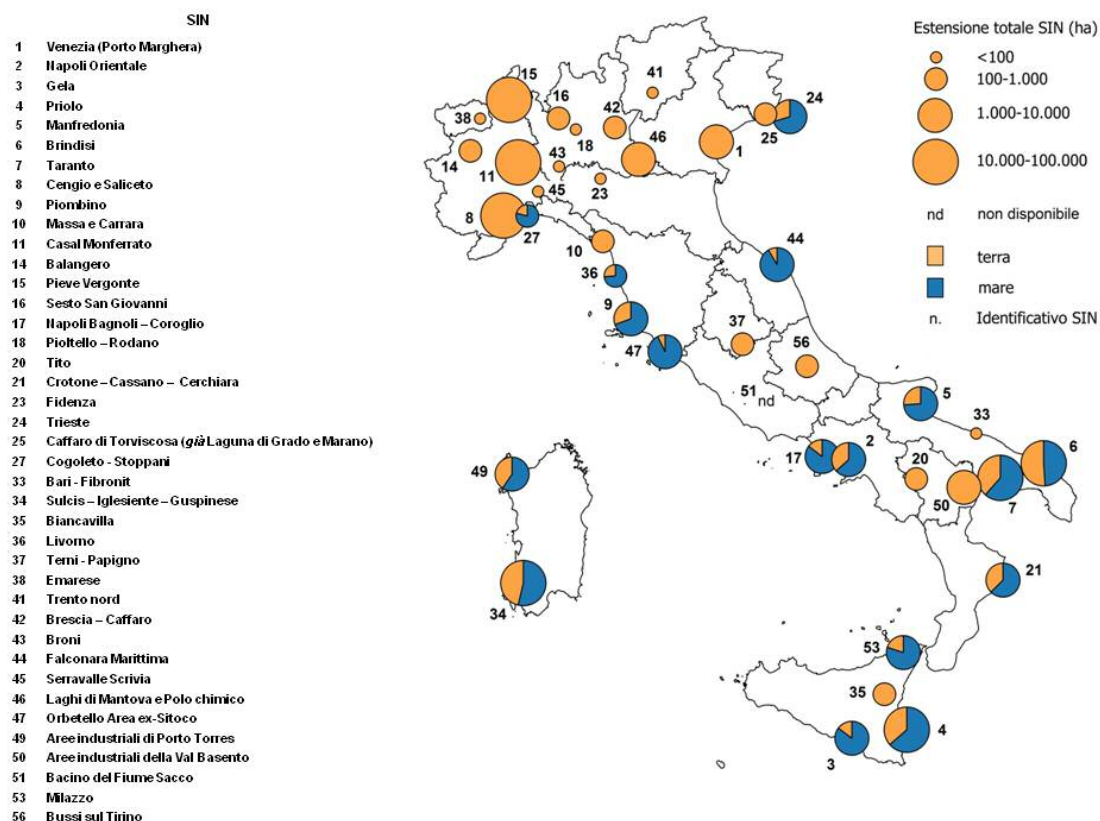 SIN
1 Venezia (Porto Marghera)
2 Napoli Orientale
3 Gela
4 Priolo
5 Manfredonia
6 Brindisi
7 Taranto
8 Cengio e Saliceto
9 Piombino
10 Massa e Carrara
11 Casal Monferrato
14 Balangero
15 Pieve Vergonte
16 Sesto San Giovanni
17 Napoli Bagnoli – Coroglio
18 Pioltello – Rodano
20 Tito
21 Crotone – Cassano – Cerchiara
23 Fidenza
24 Trieste
25 Caffaro di Torviscosa (già Laguna di Grado e Marano)
27 Cogoleto - Stoppani
33 Bari - Fibronit
34 Sulcis – Iglesiente – Guspinese
35 Biancavilla
36 Livorno
37 Terni - Papigno
38 Emarese
41 Trento nord
42 Brescia – Caffaro
43 Broni
44 Falconara Marittima
45 Serravalle Scrivia
46 Laghi di Mantova e Polo chimico
47 Orbetello Area ex-Sitoco
49 Aree industriali di Porto Torres
50 Aree industriali della Val Basento
51 Bacino del Fiume Sacco
53 Milazzo
56 Bussi sul Tirino
15
41
16
42
24
38
46
18
25
1
14
43
11
23
45
8
27
10
44
36
9
37
47
56
51
nd
5
33
2
6
17
20
49
50
7
21
34
53
35
4
3
Estensione totale SIN (ha)
<100
100-1.000
1.000-10.000
10.000-100.000
nd non disponibile
terra
mare
n. Identificativo SIN